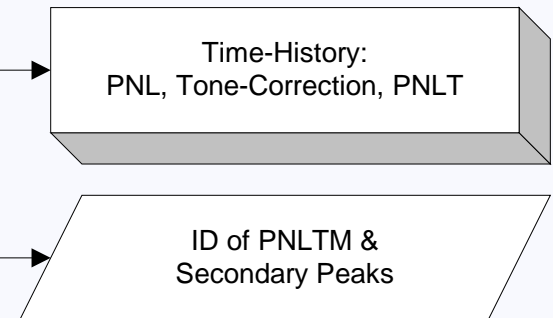 Time-History:
PNL, Tone-Correction, PNLT
ID of PNLTM &
Secondary Peaks